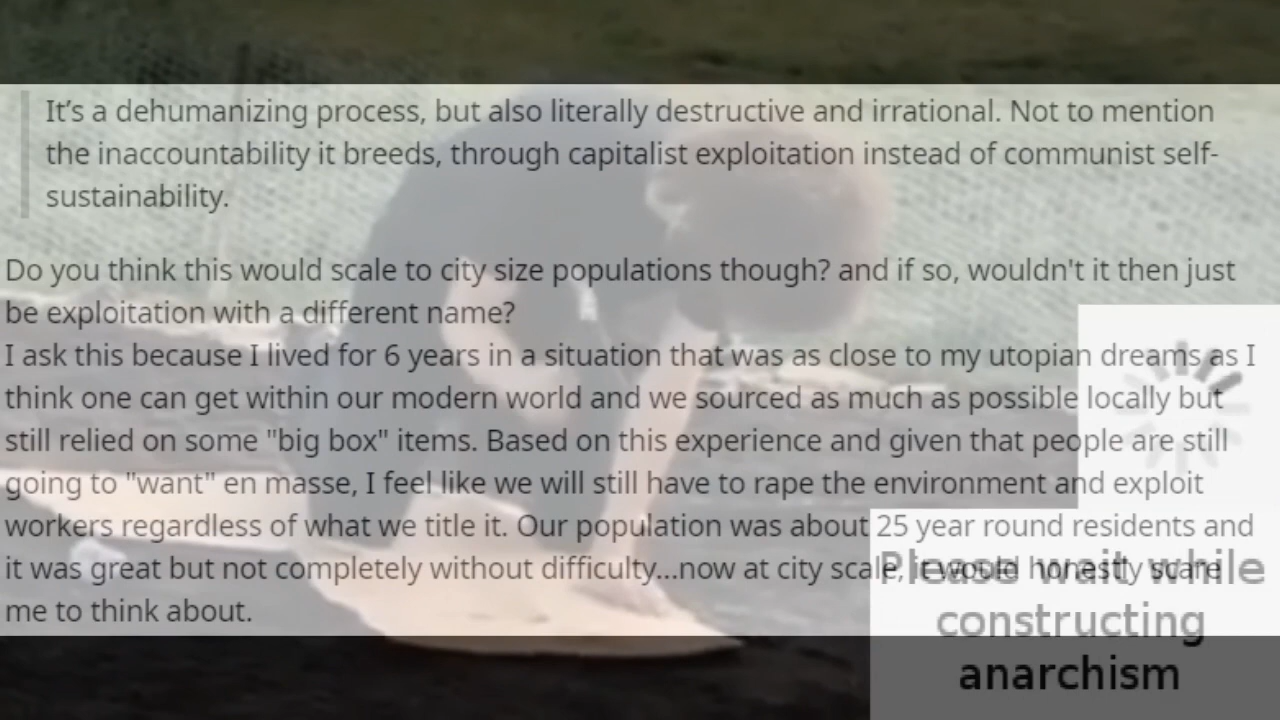 It’s a dehumanizing process, but also literally destructive and irrational. Not to mention
the inaccountability it breeds, through capitalist exploitation instead of communist self-
sustainability.
Do you think this would scale to city size populations though? and if so, wouldn't it then just
be exploitation with a different name?
I ask this because I lived for 6 years in a situation that was as close to my utopian dreams as I
think one can get within our modern world and we sourced as much as possible locally but
still relied on some "big box" items. Based on this experience and given that people are still
going to "want" en masse, I feel like we will still have to rape the environment and exploit
workers regardless of what we title it. Our population was about 25 year round residents and
it was great but not completely without difficulty...now at city scale, it would honestly scare
me to think about.
Please wait while
constructing
anarchism